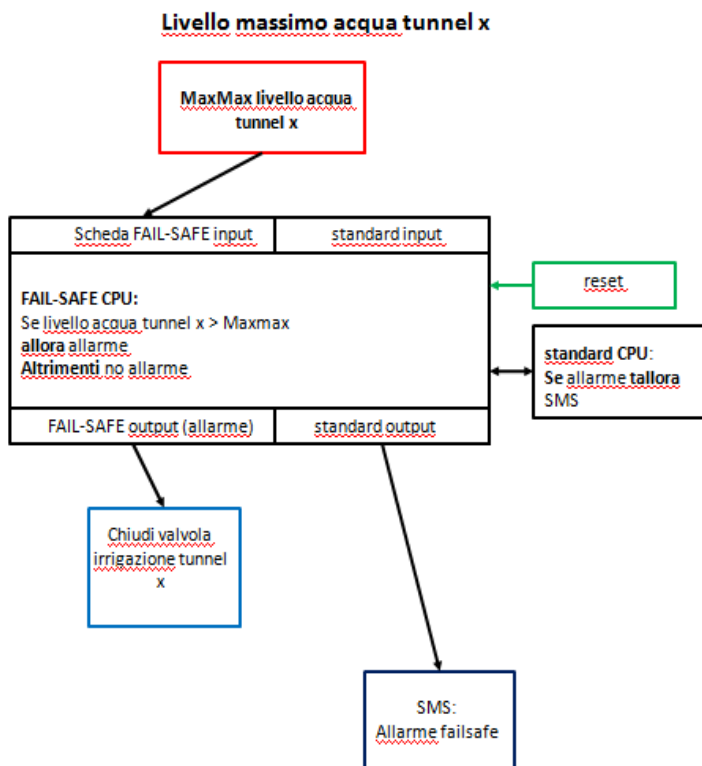 Livello massimo acqua tunnel x
MaxMax livello acqua
tunnel x
Scheda FAIL-SAFE input
standard input
FAIL-SAFE CPU:
Se livello acqua tunnel x > Maxmax
allora allarme
Altrimenti no allarme
reset
standard CPU:
Se allarme tallora
SMS
FAIL-SAFE output (allarme)
standard output
Chiudi valvola
irrigazione tunnel
x
SMS:
Allarme failsafe